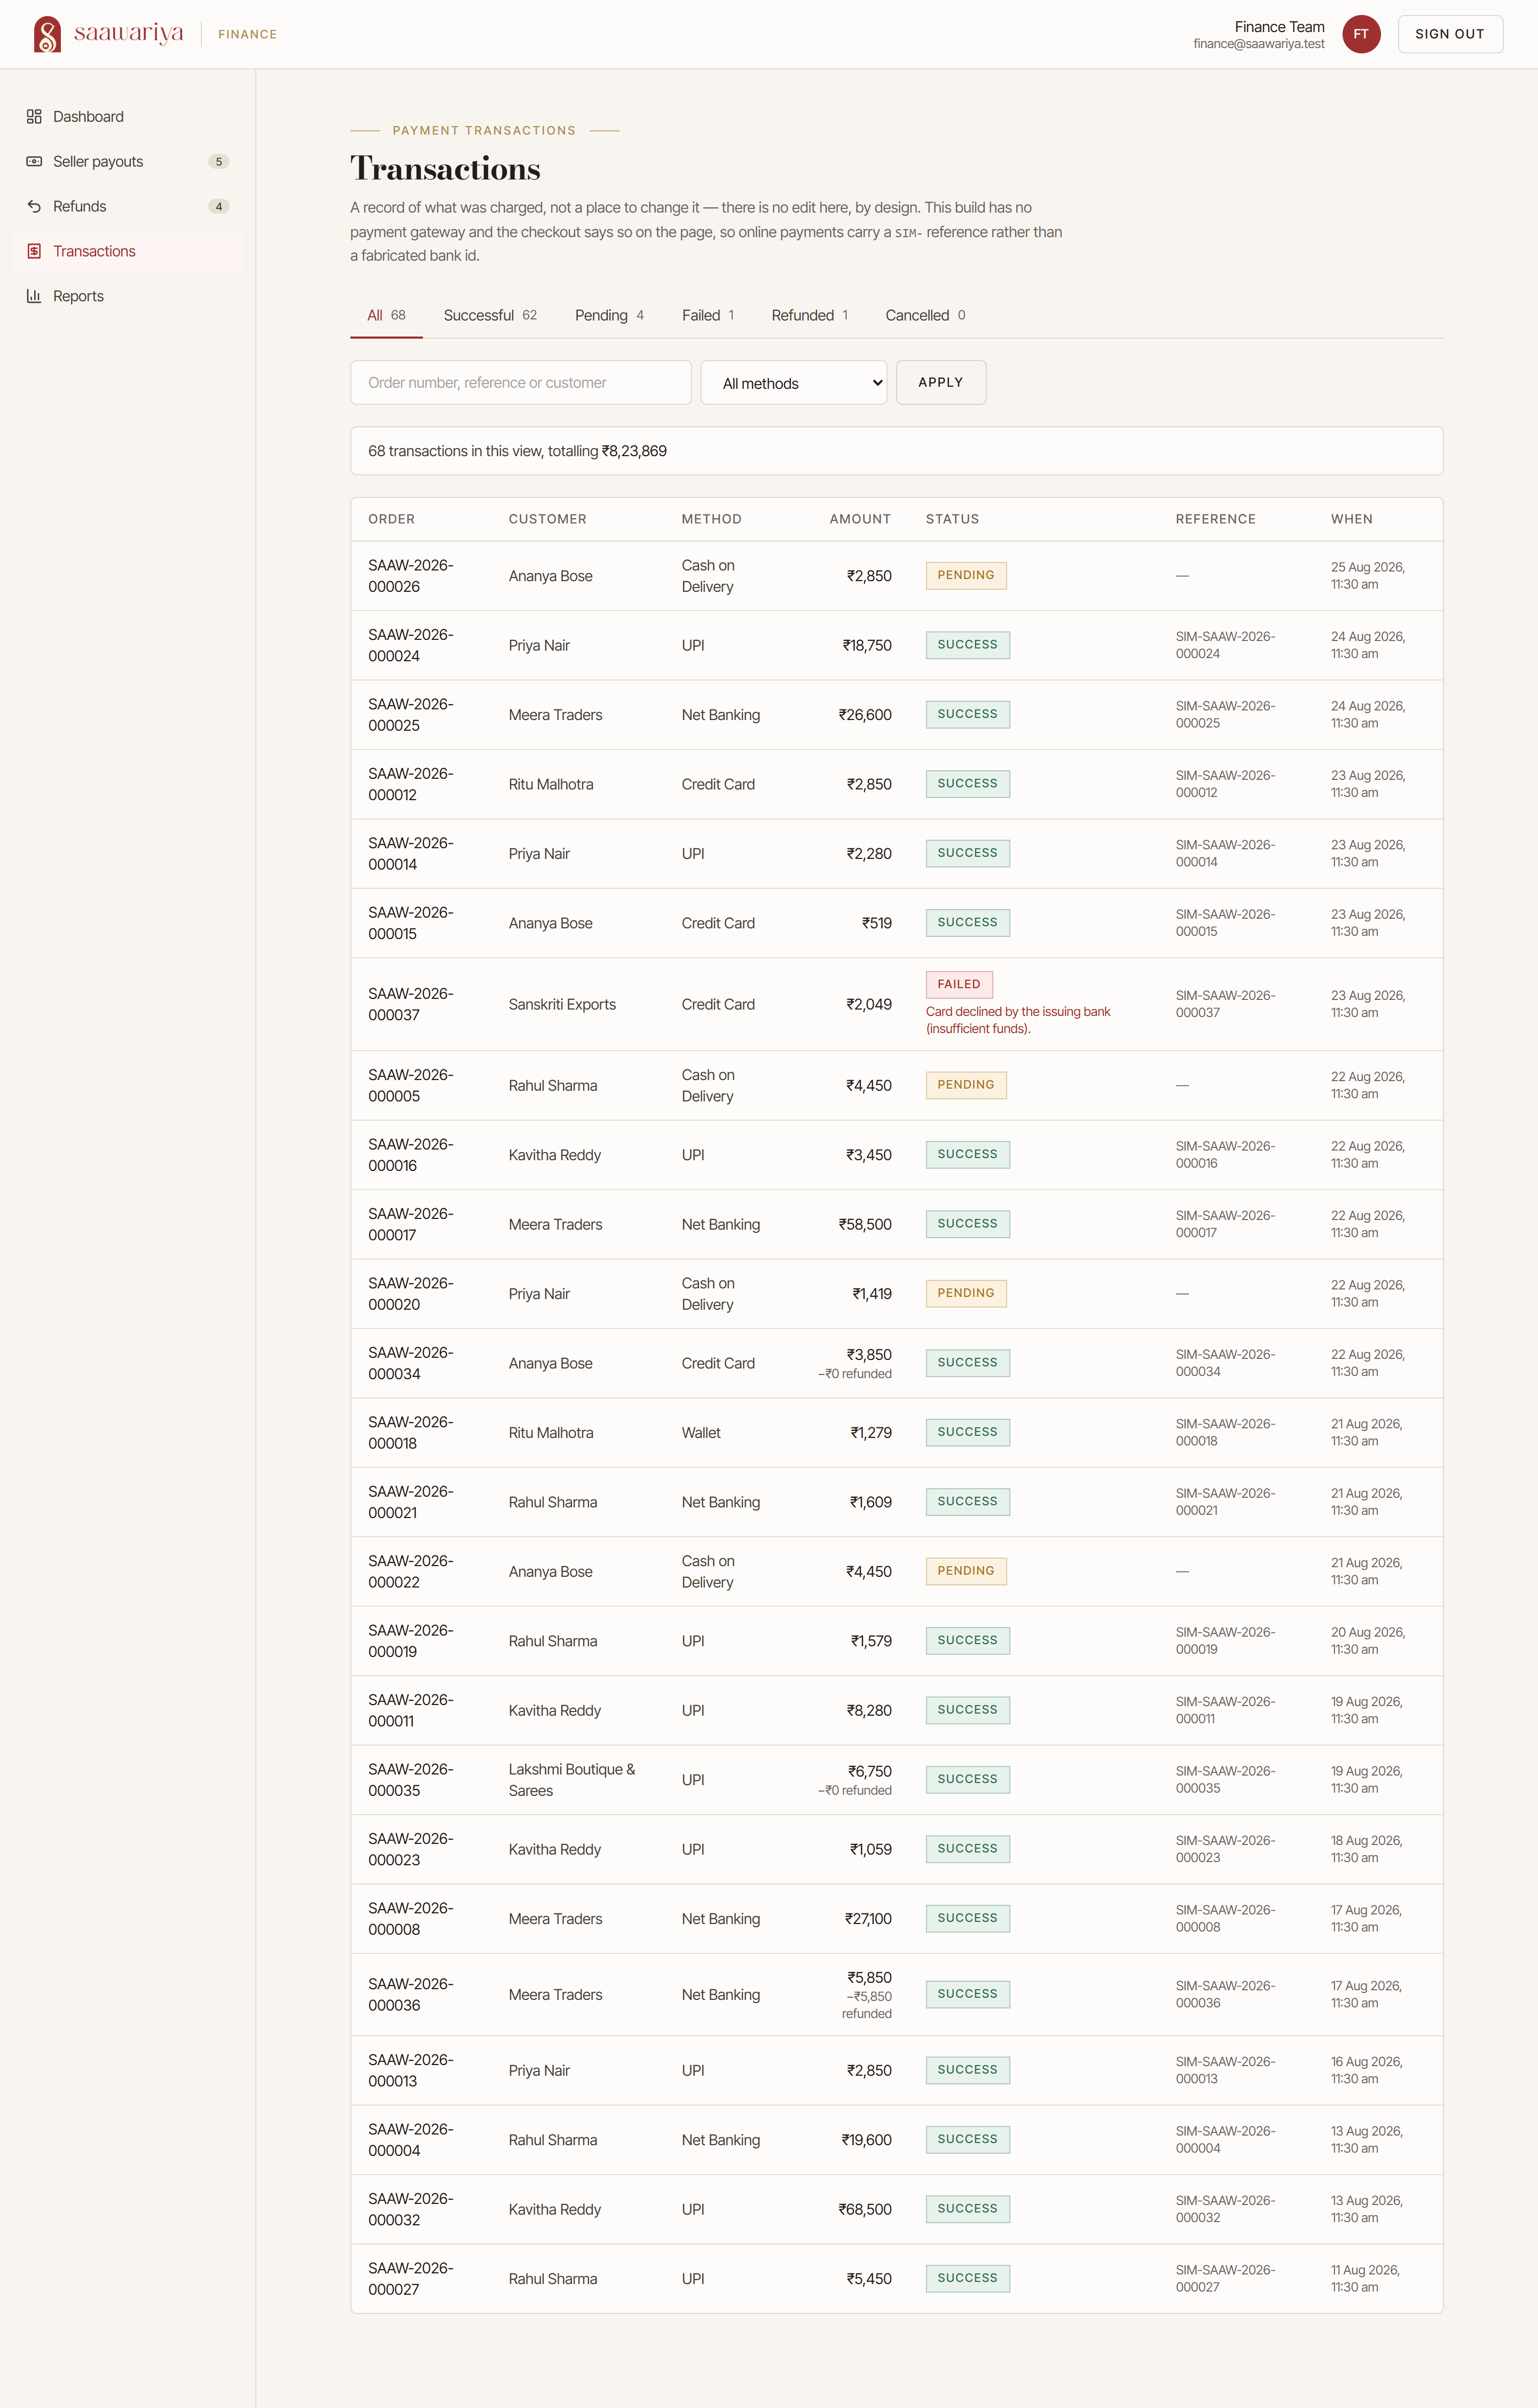 saawariya
FINANCE
Finance Team
finance@saawariya.test
FT
SIGN OUT
Dashboard
Seller payouts 5
Refunds 4
Transactions
Reports
PAYMENT TRANSACTIONS
Transactions
A record of what was charged, not a place to change it — there is no edit here, by design. This build has no
payment gateway and the checkout says so on the page, so online payments carry a SIM- reference rather than
a fabricated bank id.
All 68 Successful 62 Pending 4 Failed 1 Refunded 1 Cancelled 0
Order number, reference or customer
All methods
APPLY
68 transactions in this view, totalling ₹8,23,869
ORDER CUSTOMER METHOD AMOUNT STATUS REFERENCE WHEN
SAAW-2026-
000026 Ananya Bose Cash on
Delivery ₹2,850 PENDING — 25 Aug 2026,
11:30 am
SAAW-2026-
000024 Priya Nair UPI ₹18,750 SUCCESS SIM-SAAW-2026-
000024 24 Aug 2026,
11:30 am
SAAW-2026-
000025 Meera Traders Net Banking ₹26,600 SUCCESS SIM-SAAW-2026-
000025 24 Aug 2026,
11:30 am
SAAW-2026-
000012 Ritu Malhotra Credit Card ₹2,850 SUCCESS SIM-SAAW-2026-
000012 23 Aug 2026,
11:30 am
SAAW-2026-
000014 Priya Nair UPI ₹2,280 SUCCESS SIM-SAAW-2026-
000014 23 Aug 2026,
11:30 am
SAAW-2026-
000015 Ananya Bose Credit Card ₹519 SUCCESS SIM-SAAW-2026-
000015 23 Aug 2026,
11:30 am
SAAW-2026-
000037 Sanskriti Exports Credit Card ₹2,049 FAILED
Card declined by the issuing bank
(insufficient funds). SIM-SAAW-2026-
000037 23 Aug 2026,
11:30 am
SAAW-2026-
000005 Rahul Sharma Cash on
Delivery ₹4,450 PENDING — 22 Aug 2026,
11:30 am
SAAW-2026-
000016 Kavitha Reddy UPI ₹3,450 SUCCESS SIM-SAAW-2026-
000016 22 Aug 2026,
11:30 am
SAAW-2026-
000017 Meera Traders Net Banking ₹58,500 SUCCESS SIM-SAAW-2026-
000017 22 Aug 2026,
11:30 am
SAAW-2026-
000020 Priya Nair Cash on
Delivery ₹1,419 PENDING — 22 Aug 2026,
11:30 am
SAAW-2026-
000034 Ananya Bose Credit Card ₹3,850
−₹0 refunded SUCCESS SIM-SAAW-2026-
000034 22 Aug 2026,
11:30 am
SAAW-2026-
000018 Ritu Malhotra Wallet ₹1,279 SUCCESS SIM-SAAW-2026-
000018 21 Aug 2026,
11:30 am
SAAW-2026-
000021 Rahul Sharma Net Banking ₹1,609 SUCCESS SIM-SAAW-2026-
000021 21 Aug 2026,
11:30 am
SAAW-2026-
000022 Ananya Bose Cash on
Delivery ₹4,450 PENDING — 21 Aug 2026,
11:30 am
SAAW-2026-
000019 Rahul Sharma UPI ₹1,579 SUCCESS SIM-SAAW-2026-
000019 20 Aug 2026,
11:30 am
SAAW-2026-
000011 Kavitha Reddy UPI ₹8,280 SUCCESS SIM-SAAW-2026-
000011 19 Aug 2026,
11:30 am
SAAW-2026-
000035 Lakshmi Boutique &
Sarees UPI ₹6,750
−₹0 refunded SUCCESS SIM-SAAW-2026-
000035 19 Aug 2026,
11:30 am
SAAW-2026-
000023 Kavitha Reddy UPI ₹1,059 SUCCESS SIM-SAAW-2026-
000023 18 Aug 2026,
11:30 am
SAAW-2026-
000008 Meera Traders Net Banking ₹27,100 SUCCESS SIM-SAAW-2026-
000008 17 Aug 2026,
11:30 am
SAAW-2026-
000036 Meera Traders Net Banking ₹5,850
−₹5,850
refunded SUCCESS SIM-SAAW-2026-
000036 17 Aug 2026,
11:30 am
SAAW-2026-
000013 Priya Nair UPI ₹2,850 SUCCESS SIM-SAAW-2026-
000013 16 Aug 2026,
11:30 am
SAAW-2026-
000004 Rahul Sharma Net Banking ₹19,600 SUCCESS SIM-SAAW-2026-
000004 13 Aug 2026,
11:30 am
SAAW-2026-
000032 Kavitha Reddy UPI ₹68,500 SUCCESS SIM-SAAW-2026-
000032 13 Aug 2026,
11:30 am
SAAW-2026-
000027 Rahul Sharma UPI ₹5,450 SUCCESS SIM-SAAW-2026-
000027 11 Aug 2026,
11:30 am